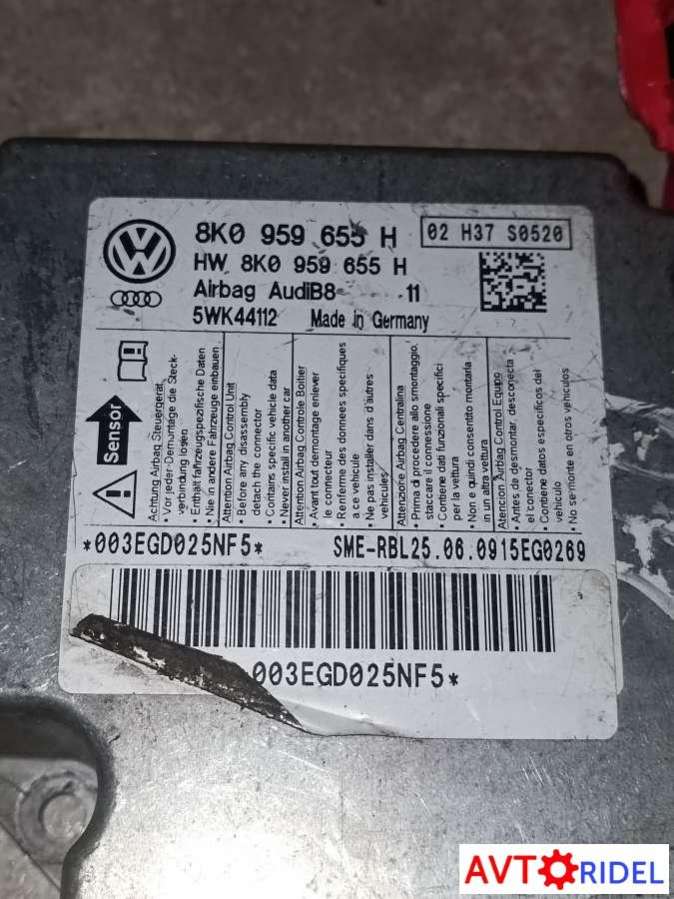 8K0 959 655 H
02 H37 S0520
HW 8K0 959 655 H
Airbag AudiB8 11
5WK44112 Made in Germany
Sensor
Achtung Airbag Steuergerät
• Vor jeder Demontage die Steck-
verbindung lösen
• Enthält fahrzeugspezifische Daten
• Nie in andere Fahrzeuge einbauen
Attention Airbag Control Unit
• Before any disassembly
detach the connector
• Contains specific vehicle data
• Never install in another car
Attention Airbag Controle Boitier
• Avant tout demontage enlever
le connecteur
• Renferme des donnees specifiques
a ce vehicule
• Ne pas installer dans d'autres
vehicules
Attenzione Airbag Centralina
• Prima di procedere allo smontaggio,
staccare il connessione
• Contiene dati funzionali specifici
per la vettura
• Non e quindi consentito montarla
in un altra vettura
Atencion Airbag Control Equipo
• Antes de desmontar, desconecta
el conector
• Contiene datos especificos del
vehiculo
• No se monte en otros vehiculos
*003EGD025NF5*
SME-RBL25.06.0915EG0269
003EGD025NF5*
AVTORIDEL